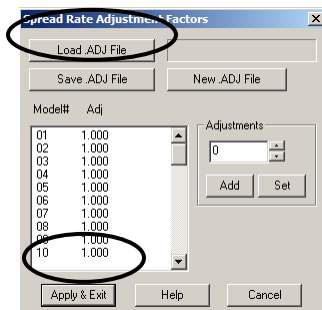 Spread Rate Adjustment Factors
Load .ADJ File
Save .ADJ File New .ADJ File
Model# Adj
Adjustments
01 1.000
02 1.000
03 1.000
04 1.000
05 1.000
06 1.000
07 1.000
08 1.000
09 1.000
10 1.000
0
Add Set
Apply & Exit Help Cancel